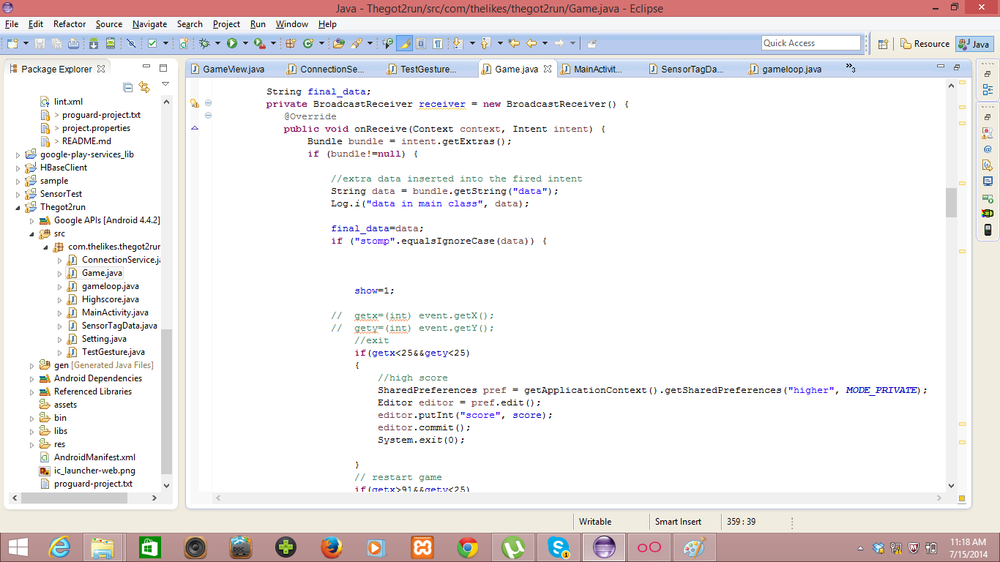 Java - Thegot2run/src/com/thelikes/thegot2run/Game.java - Eclipse
File Edit Refactor Source Navigate Search Project Run Window Help
Quick Access
Resource
Java
Package Explorer
GameView.java
ConnectionSe...
TestGesture...
Game.java
MainActivit...
SensorTagDa...
gameloop.java
»3
lint.xml
> proguard-project.txt
> project.properties
> README.md
google-play-services_lib
HBaseClient
sample
SensorTest
Thegot2run
Google APIs [Android 4.4.2]
src
com.thelikes.thegot2run
ConnectionService.ja
Game.java
gameloop.java
Highscore.java
MainActivity.java
SensorTagData.java
Setting.java
TestGesture.java
gen [Generated Java Files]
Android Dependencies
Referenced Libraries
assets
bin
libs
res
AndroidManifest.xml
ic_launcher-web.png
proguard-project.txt
String final_data;
private BroadcastReceiver receiver = new BroadcastReceiver() {
@Override
public void onReceive(Context context, Intent intent) {
Bundle bundle = intent.getExtras();
if (bundle!=null) {
//extra data inserted into the fired intent
String data = bundle.getString("data");
Log.i("data in main class", data);
final_data=data;
if ("stomp".equalsIgnoreCase(data)) {
show=1;
// getx=(int) event.getX();
// gety=(int) event.getY();
//exit
if(getx<25&&gety<25)
{
//high score
SharedPreferences pref = getApplicationContext().getSharedPreferences("higher", MODE_PRIVATE);
Editor editor = pref.edit();
editor.putInt("score", score);
editor.commit();
System.exit(0);
}
// restart game
if(getx>91&&gety<25)
Writable
Smart Insert
359 : 39
DOC
1
11:18 AM
7/15/2014